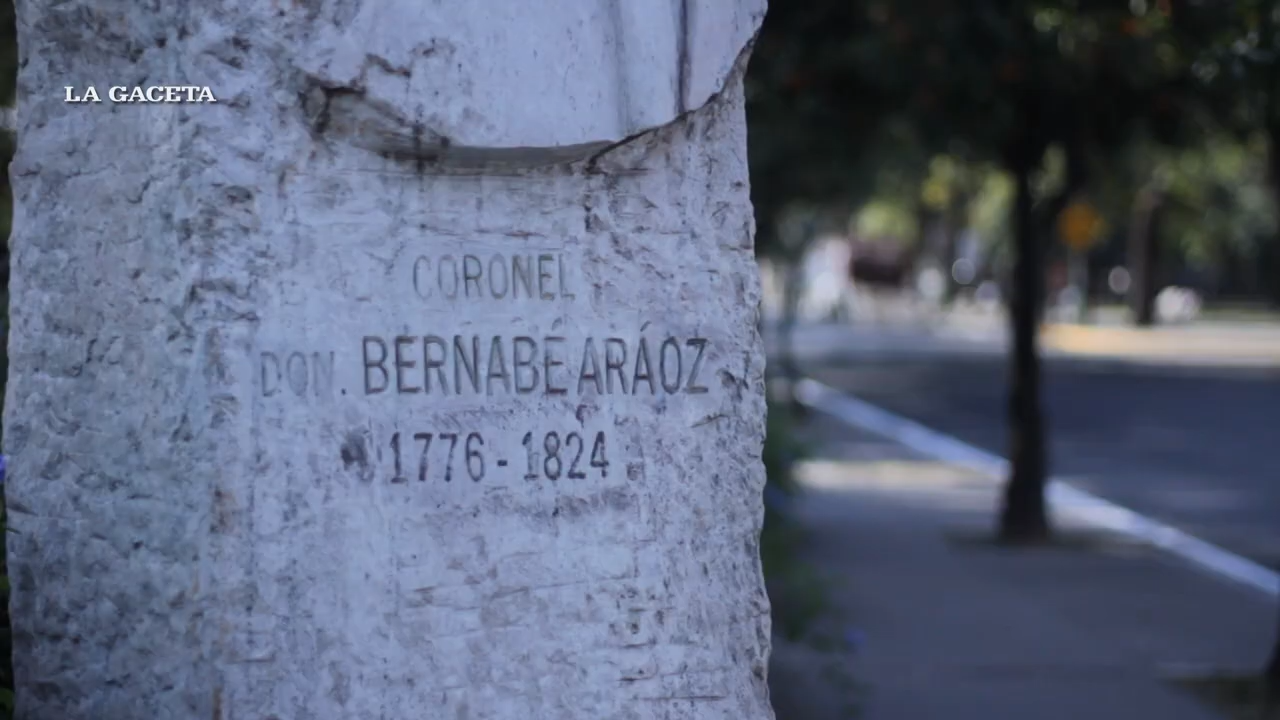 LA GACETA
CORONEL
DON. BERNABÉ ARÁOZ
1776 - 1824